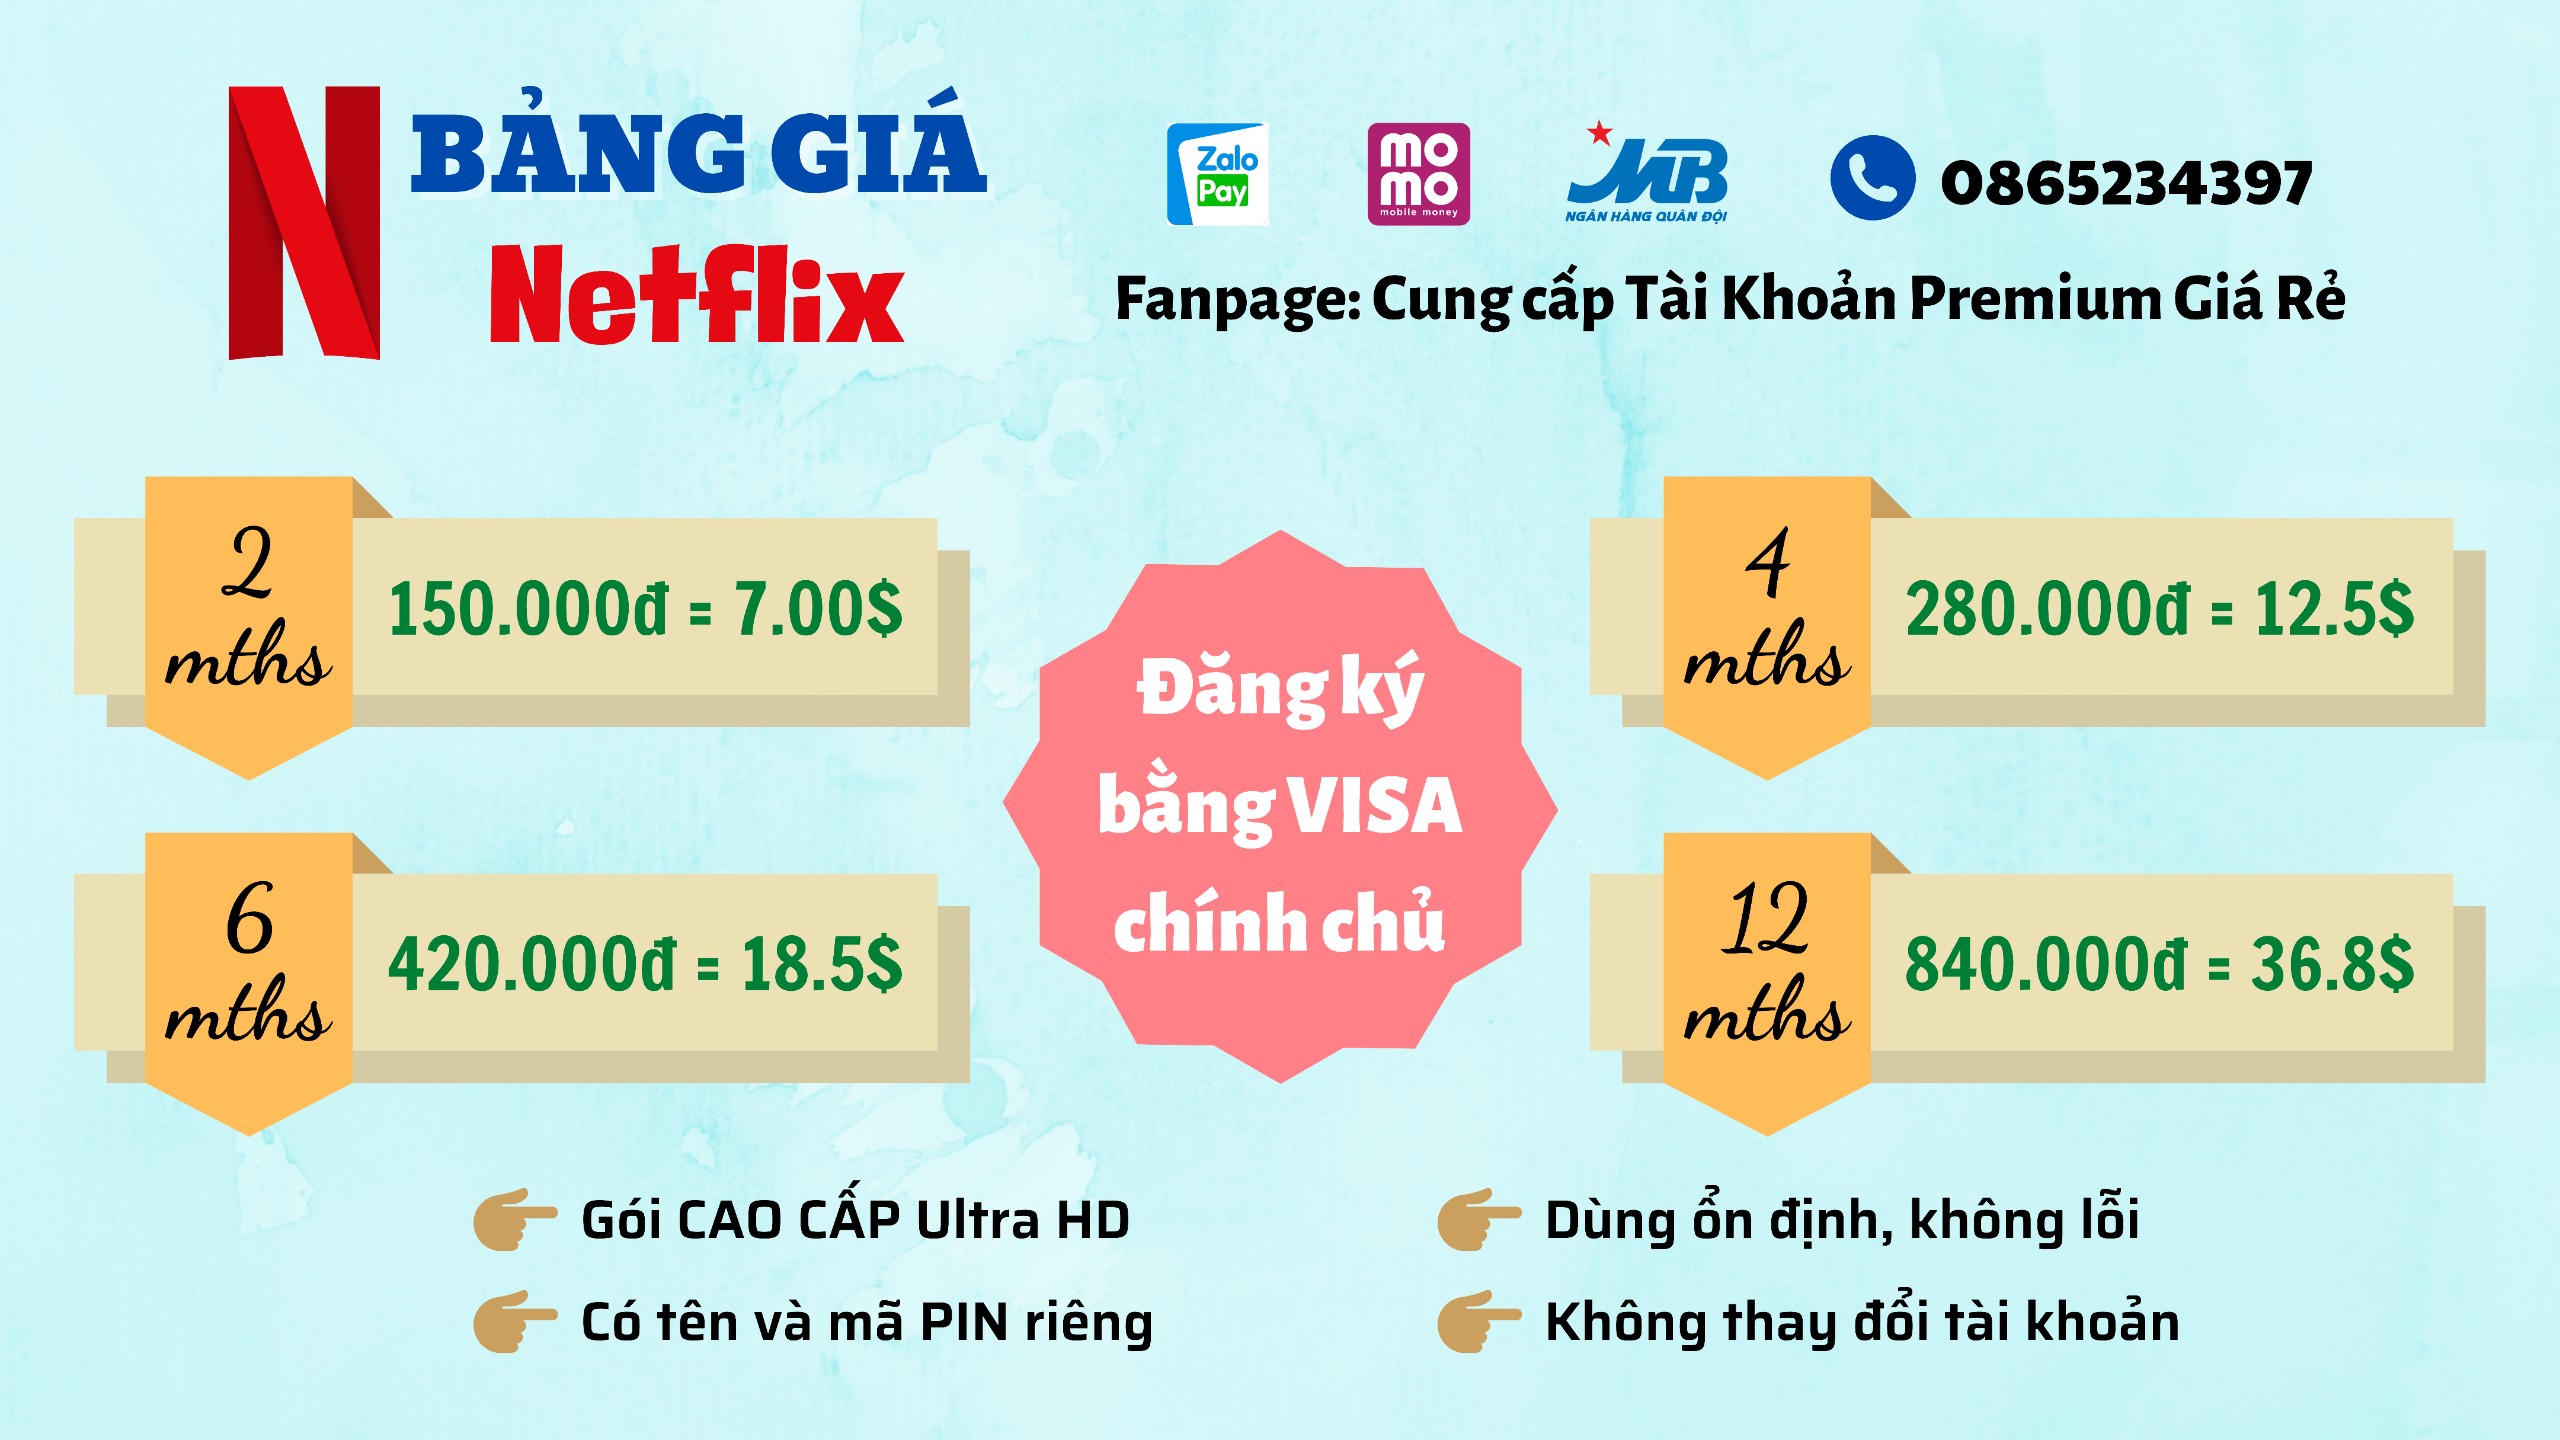 BẢNG GIÁ
Netflix
Zalo
Pay
mo
mo
mobile money
MB
NGÂN HÀNG QUÂN ĐỘI
0865234397
Fanpage: Cung cấp Tài Khoản Premium Giá Rẻ
2
mths
150.000đ = 7.00$
4
mths
280.000đ = 12.5$
Đăng ký
bằng VISA
chính chủ
6
mths
420.000đ = 18.5$
12
mths
840.000đ = 36.8$
Gói CAO CẤP Ultra HD
Dùng ổn định, không lỗi
Có tên và mã PIN riêng
Không thay đổi tài khoản